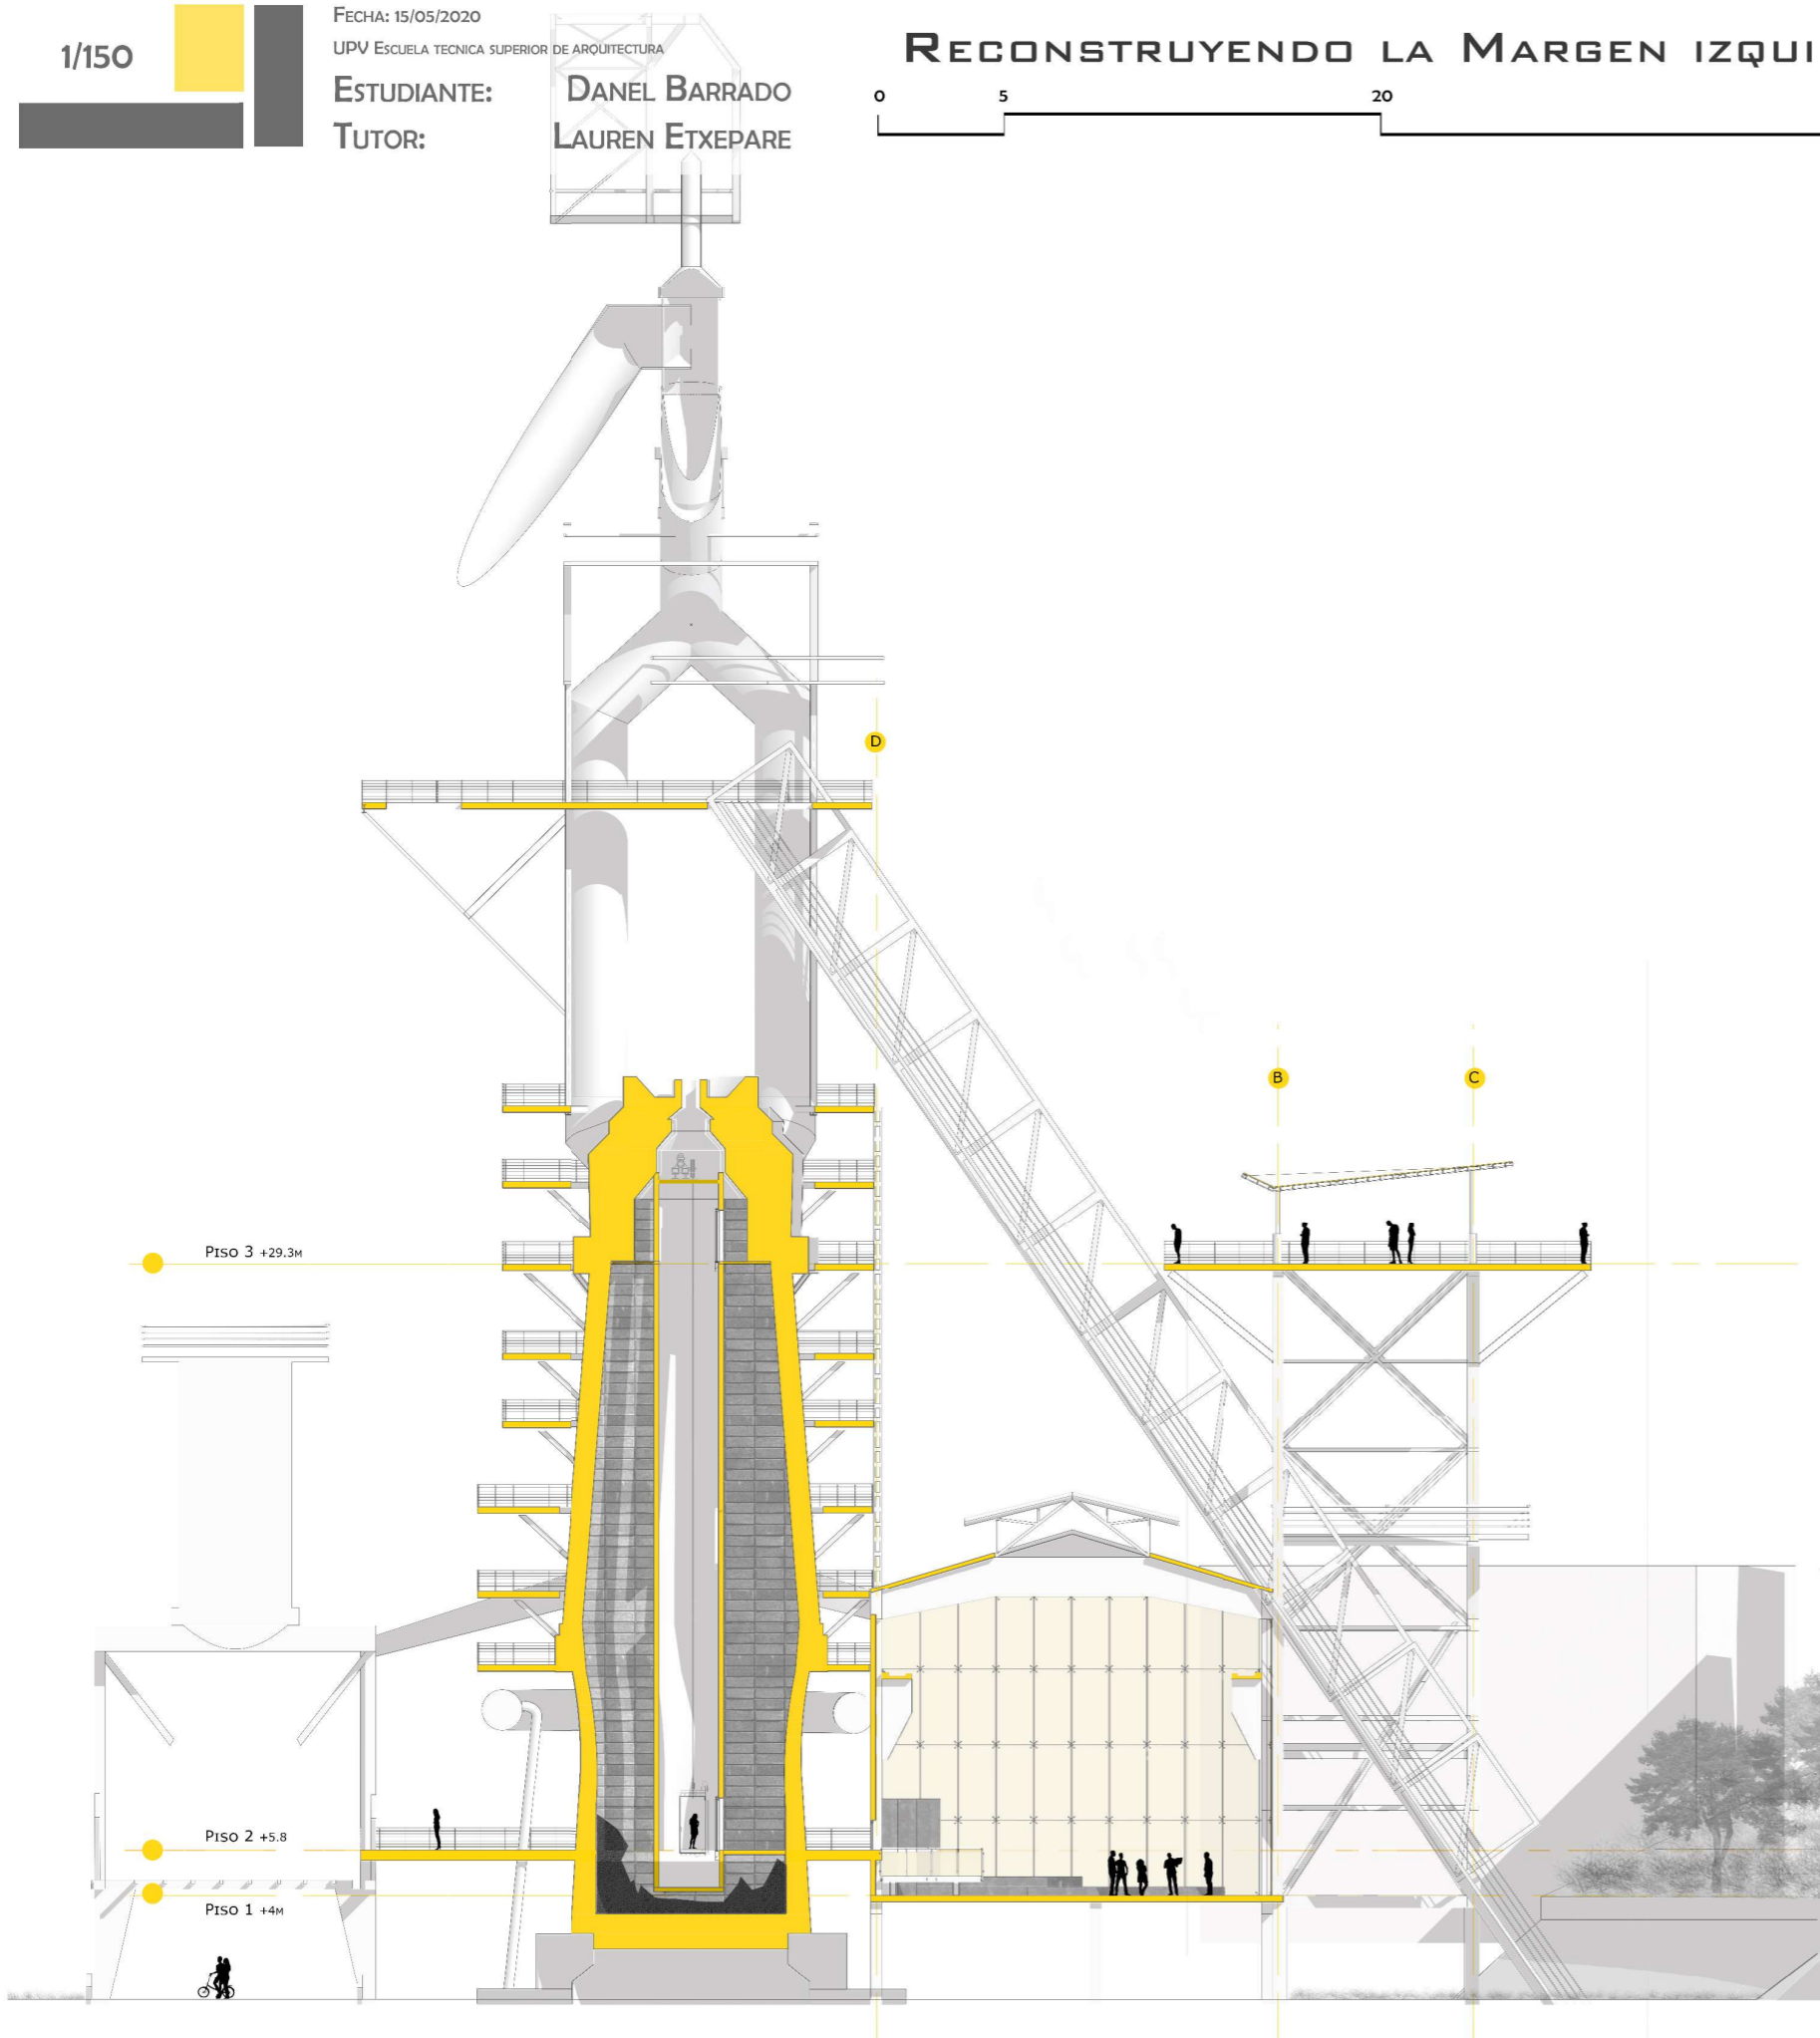 1/150
FECHA: 15/05/2020
UPV ESCUELA TECNICA SUPERIOR DE ARQUITECTURA
ESTUDIANTE: DANEL BARRADO
TUTOR: LAUREN ETXEPARE
RECONSTRUYENDO LA MARGEN IZQUI
0 5 20
D
B C
PISO 3 +29.3M
PISO 2 +5.8
PISO 1 +4M